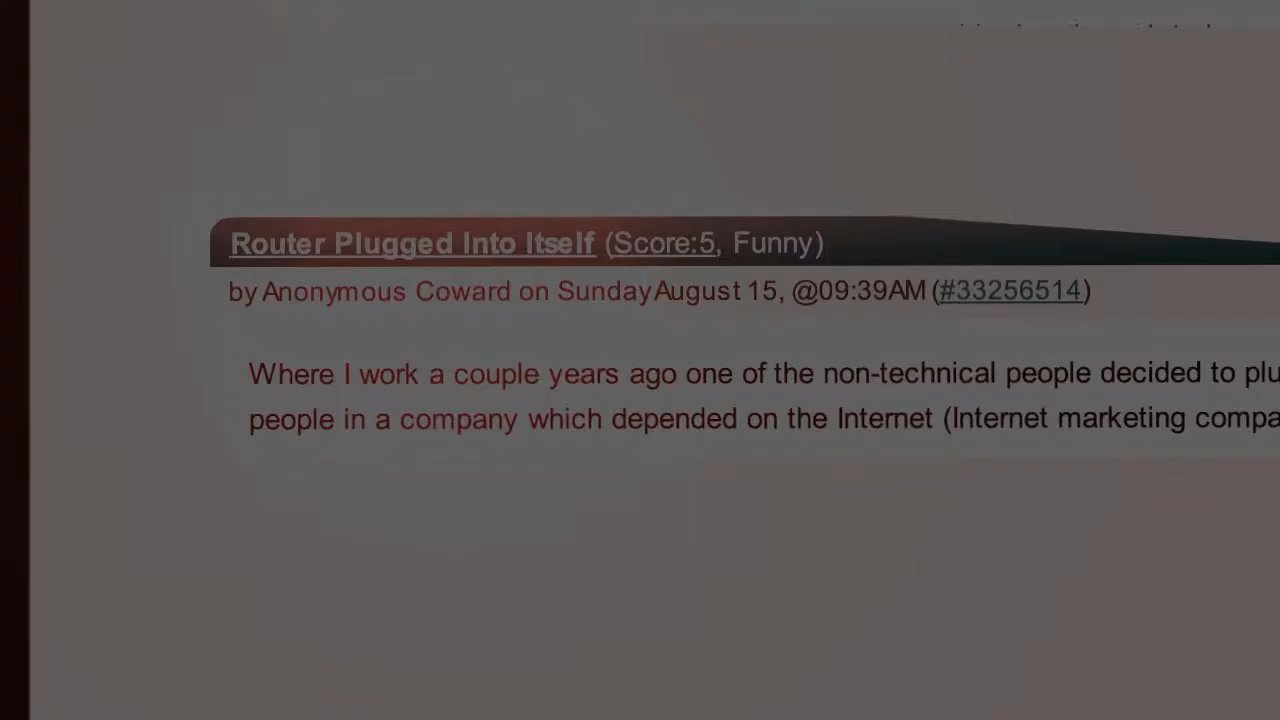 Router Plugged Into Itself (Score:5, Funny)
by Anonymous Coward on Sunday August 15, @09:39AM (#33256514)
Where I work a couple years ago one of the non-technical people decided to plu
people in a company which depended on the Internet (Internet marketing compa